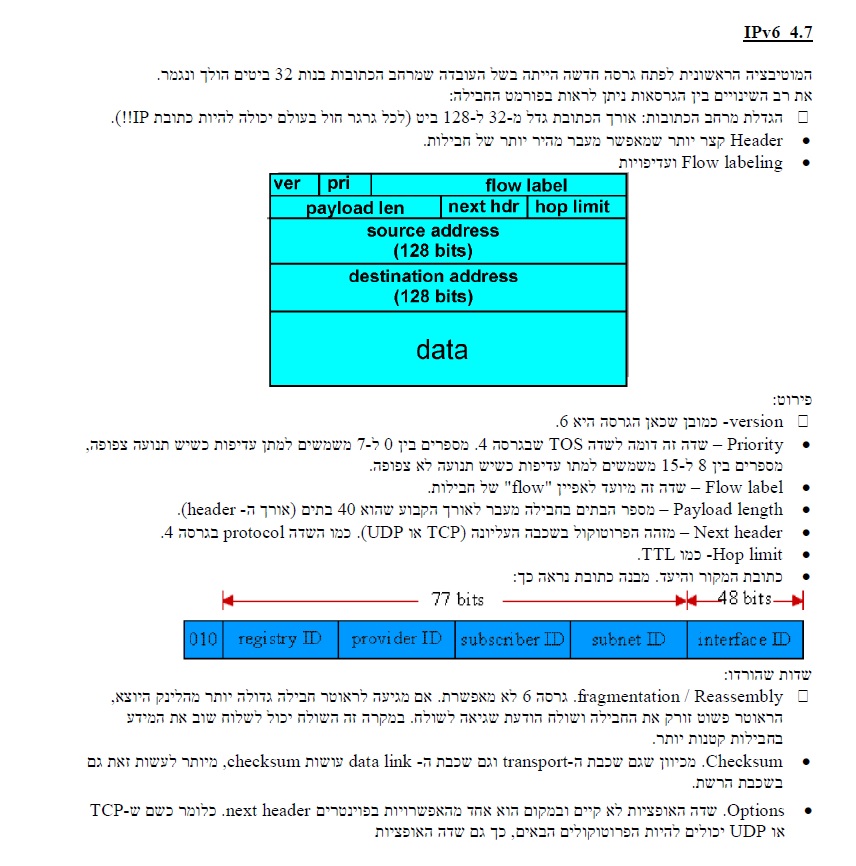 IPv6 4.7
המוטיבציה הראשונית לפתח גרסה חדשה הייתה בשל העובדה שמרחב הכתובות בנות 32 ביטים הולך ונגמר.
את רב השינויים בין הגרסאות ניתן לראות בפורמט החבילה:
הגדלת מרחב הכתובות: אורך הכתובת גדל מ-32 ל-128 ביט (לכל גרגר חול בעולם יכולה להיות כתובת IP!!).
• Header קצר יותר שמאפשר מעבר מהיר יותר של חבילות.
• Flow labeling ועדיפויות
ver pri flow label
payload len next hdr hop limit
source address
(128 bits)
destination address
(128 bits)
data
פירוט:
version- כמובן שכאן הגרסה היא 6.
• Priority – שדה זה דומה לשדה TOS שבגרסה 4. מספרים בין 0 ל-7 משמשים למתן עדיפות כשיש תנועה צפופה,
מספרים בין 8 ל-15 משמשים למתו עדיפות כשיש תנועה לא צפופה.
• Flow label – שדה זה מיועד לאפיין "flow" של חבילות.
• Payload length – מספר הבתים בחבילה מעבר לאורך הקבוע שהוא 40 בתים (אורך ה- header).
• Next header – מזהה הפרוטוקול בשכבה העליונה (TCP או UDP). כמו השדה protocol בגרסה 4.
• Hop limit- כמו TTL.
• כתובת המקור והיעד. מבנה כתובת נראה כך:
77 bits 48 bits
010 registry ID provider ID subscriber ID subnet ID interface ID
שדות שהורדו:
fragmentation / Reassembly. גרסה 6 לא מאפשרת. אם מגיעה לראוטר חבילה גדולה יותר מהלינק היוצא,
הראוטר פשוט זורק את החבילה ושולח הודעת שגיאה לשולח. במקרה זה השולח יכול לשלוח שוב את המידע
בחבילות קטנות יותר.
• Checksum. מכיוון שגם שכבת ה-transport וגם שכבת ה- data link עושות checksum, מיותר לעשות זאת גם
בשכבת הרשת.
• Options. שדה האופציות לא קיים ובמקום הוא אחד מהאפשרויות בפוינטרים next header. כלומר כשם ש-TCP
או UDP יכולים להיות הפרוטוקולים הבאים, כך גם שדה האופציות